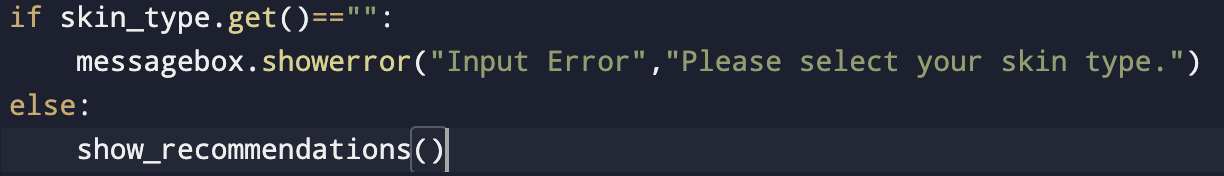 if skin_type.get()=="":
    messagebox.showerror("Input Error","Please select your skin type.")
else:
    show_recommendations()